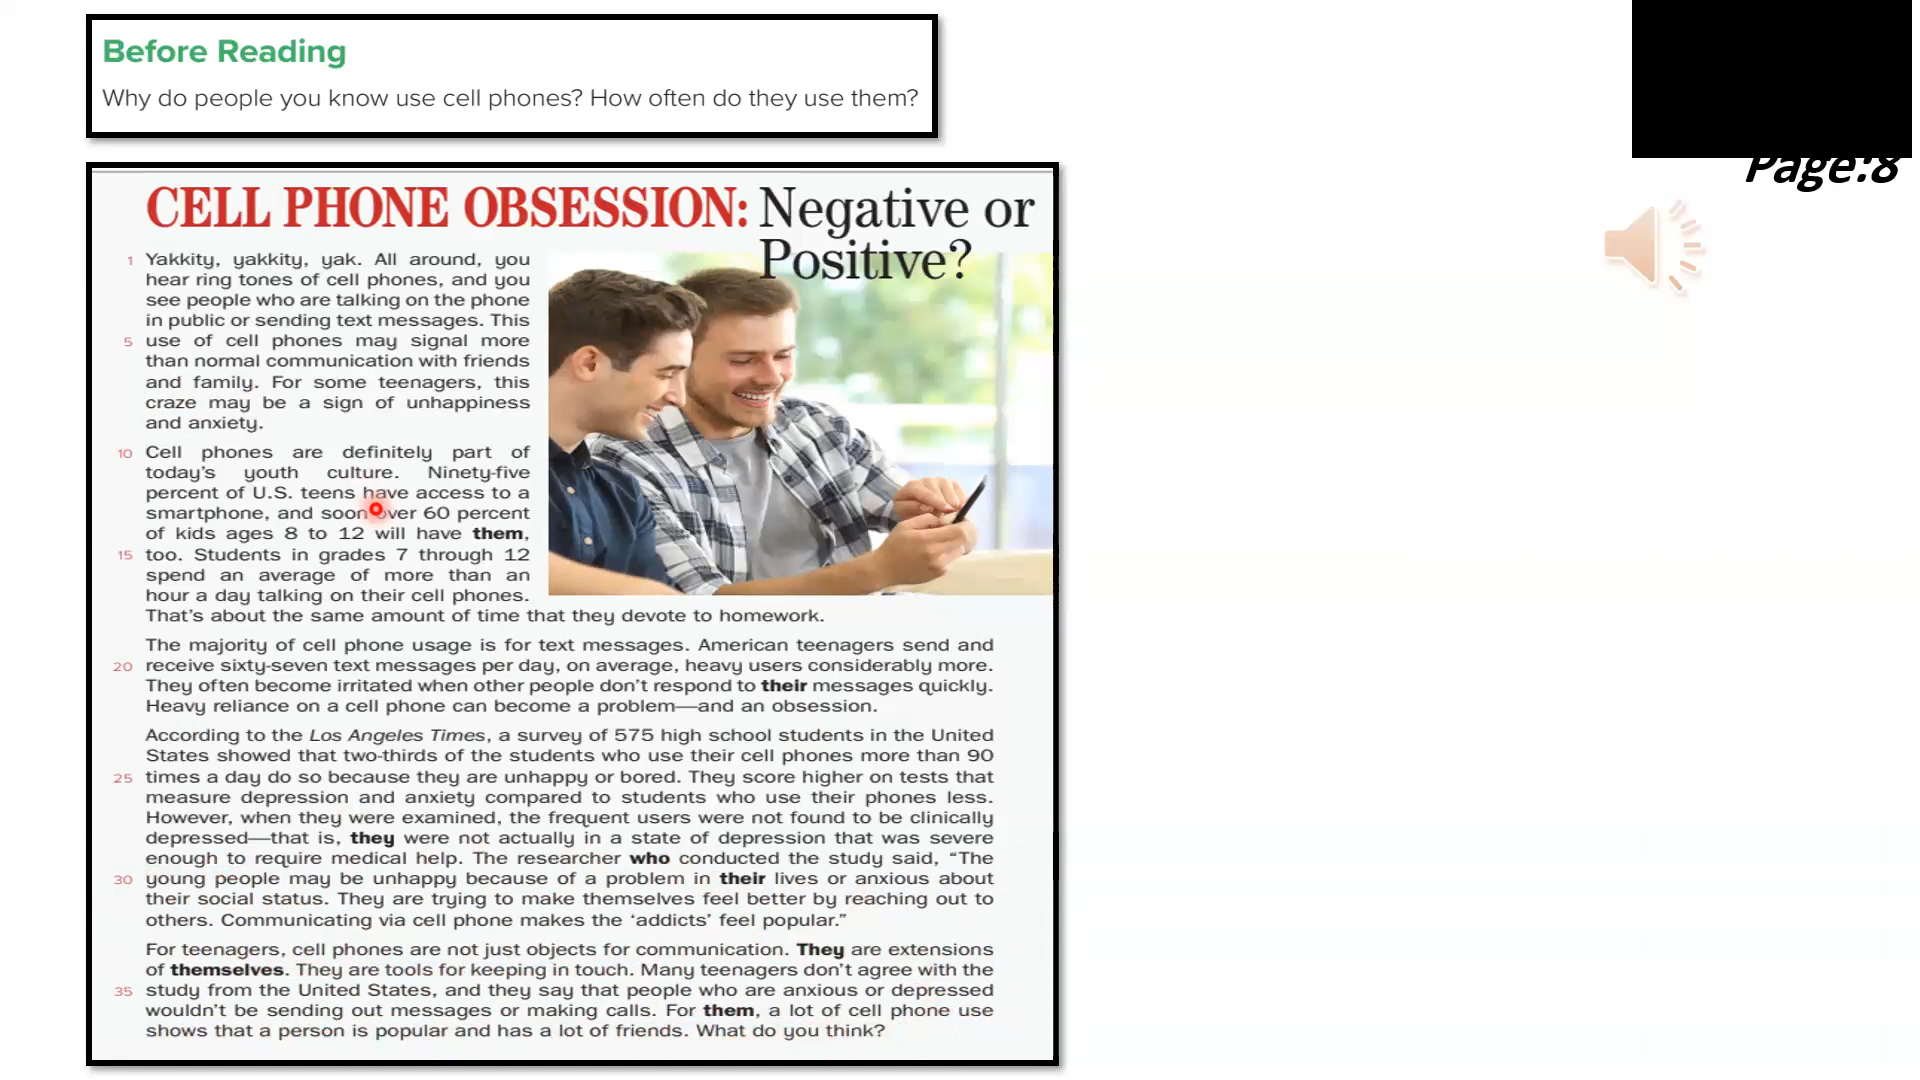 Before Reading
Why do people you know use cell phones? How often do they use them?
Page:8
CELL PHONE OBSESSION: Negative or
Positive?
1 Yakkity, yakkity, yak. All around, you
hear ring tones of cell phones, and you
see people who are talking on the phone
in public or sending text messages. This
5 use of cell phones may signal more
than normal communication with friends
and family. For some teenagers, this
craze may be a sign of unhappiness
and anxiety.
10 Cell phones are definitely part of
today's youth culture. Ninety-five
percent of U.S. teens have access to a
smartphone, and soon over 60 percent
of kids ages 8 to 12 will have them,
15 too. Students in grades 7 through 12
spend an average of more than an
hour a day talking on their cell phones.
That's about the same amount of time that they devote to homework.
The majority of cell phone usage is for text messages. American teenagers send and
20 receive sixty-seven text messages per day, on average, heavy users considerably more.
They often become irritated when other people don't respond to their messages quickly.
Heavy reliance on a cell phone can become a problem—and an obsession.
According to the Los Angeles Times, a survey of 575 high school students in the United
States showed that two-thirds of the students who use their cell phones more than 90
25 times a day do so because they are unhappy or bored. They score higher on tests that
measure depression and anxiety compared to students who use their phones less.
However, when they were examined, the frequent users were not found to be clinically
depressed—that is, they were not actually in a state of depression that was severe
enough to require medical help. The researcher who conducted the study said, "The
30 young people may be unhappy because of a problem in their lives or anxious about
their social status. They are trying to make themselves feel better by reaching out to
others. Communicating via cell phone makes the 'addicts' feel popular."
For teenagers, cell phones are not just objects for communication. They are extensions
of themselves. They are tools for keeping in touch. Many teenagers don't agree with the
35 study from the United States, and they say that people who are anxious or depressed
wouldn't be sending out messages or making calls. For them, a lot of cell phone use
shows that a person is popular and has a lot of friends. What do you think?